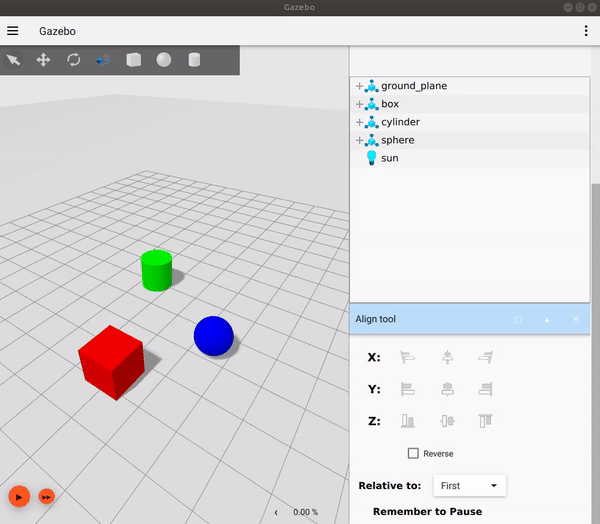 Gazebo
Gazebo
ground_plane
box
cylinder
sphere
sun
Align tool
X:
Y:
Z:
Reverse
Relative to: First
Remember to Pause
0.00 %